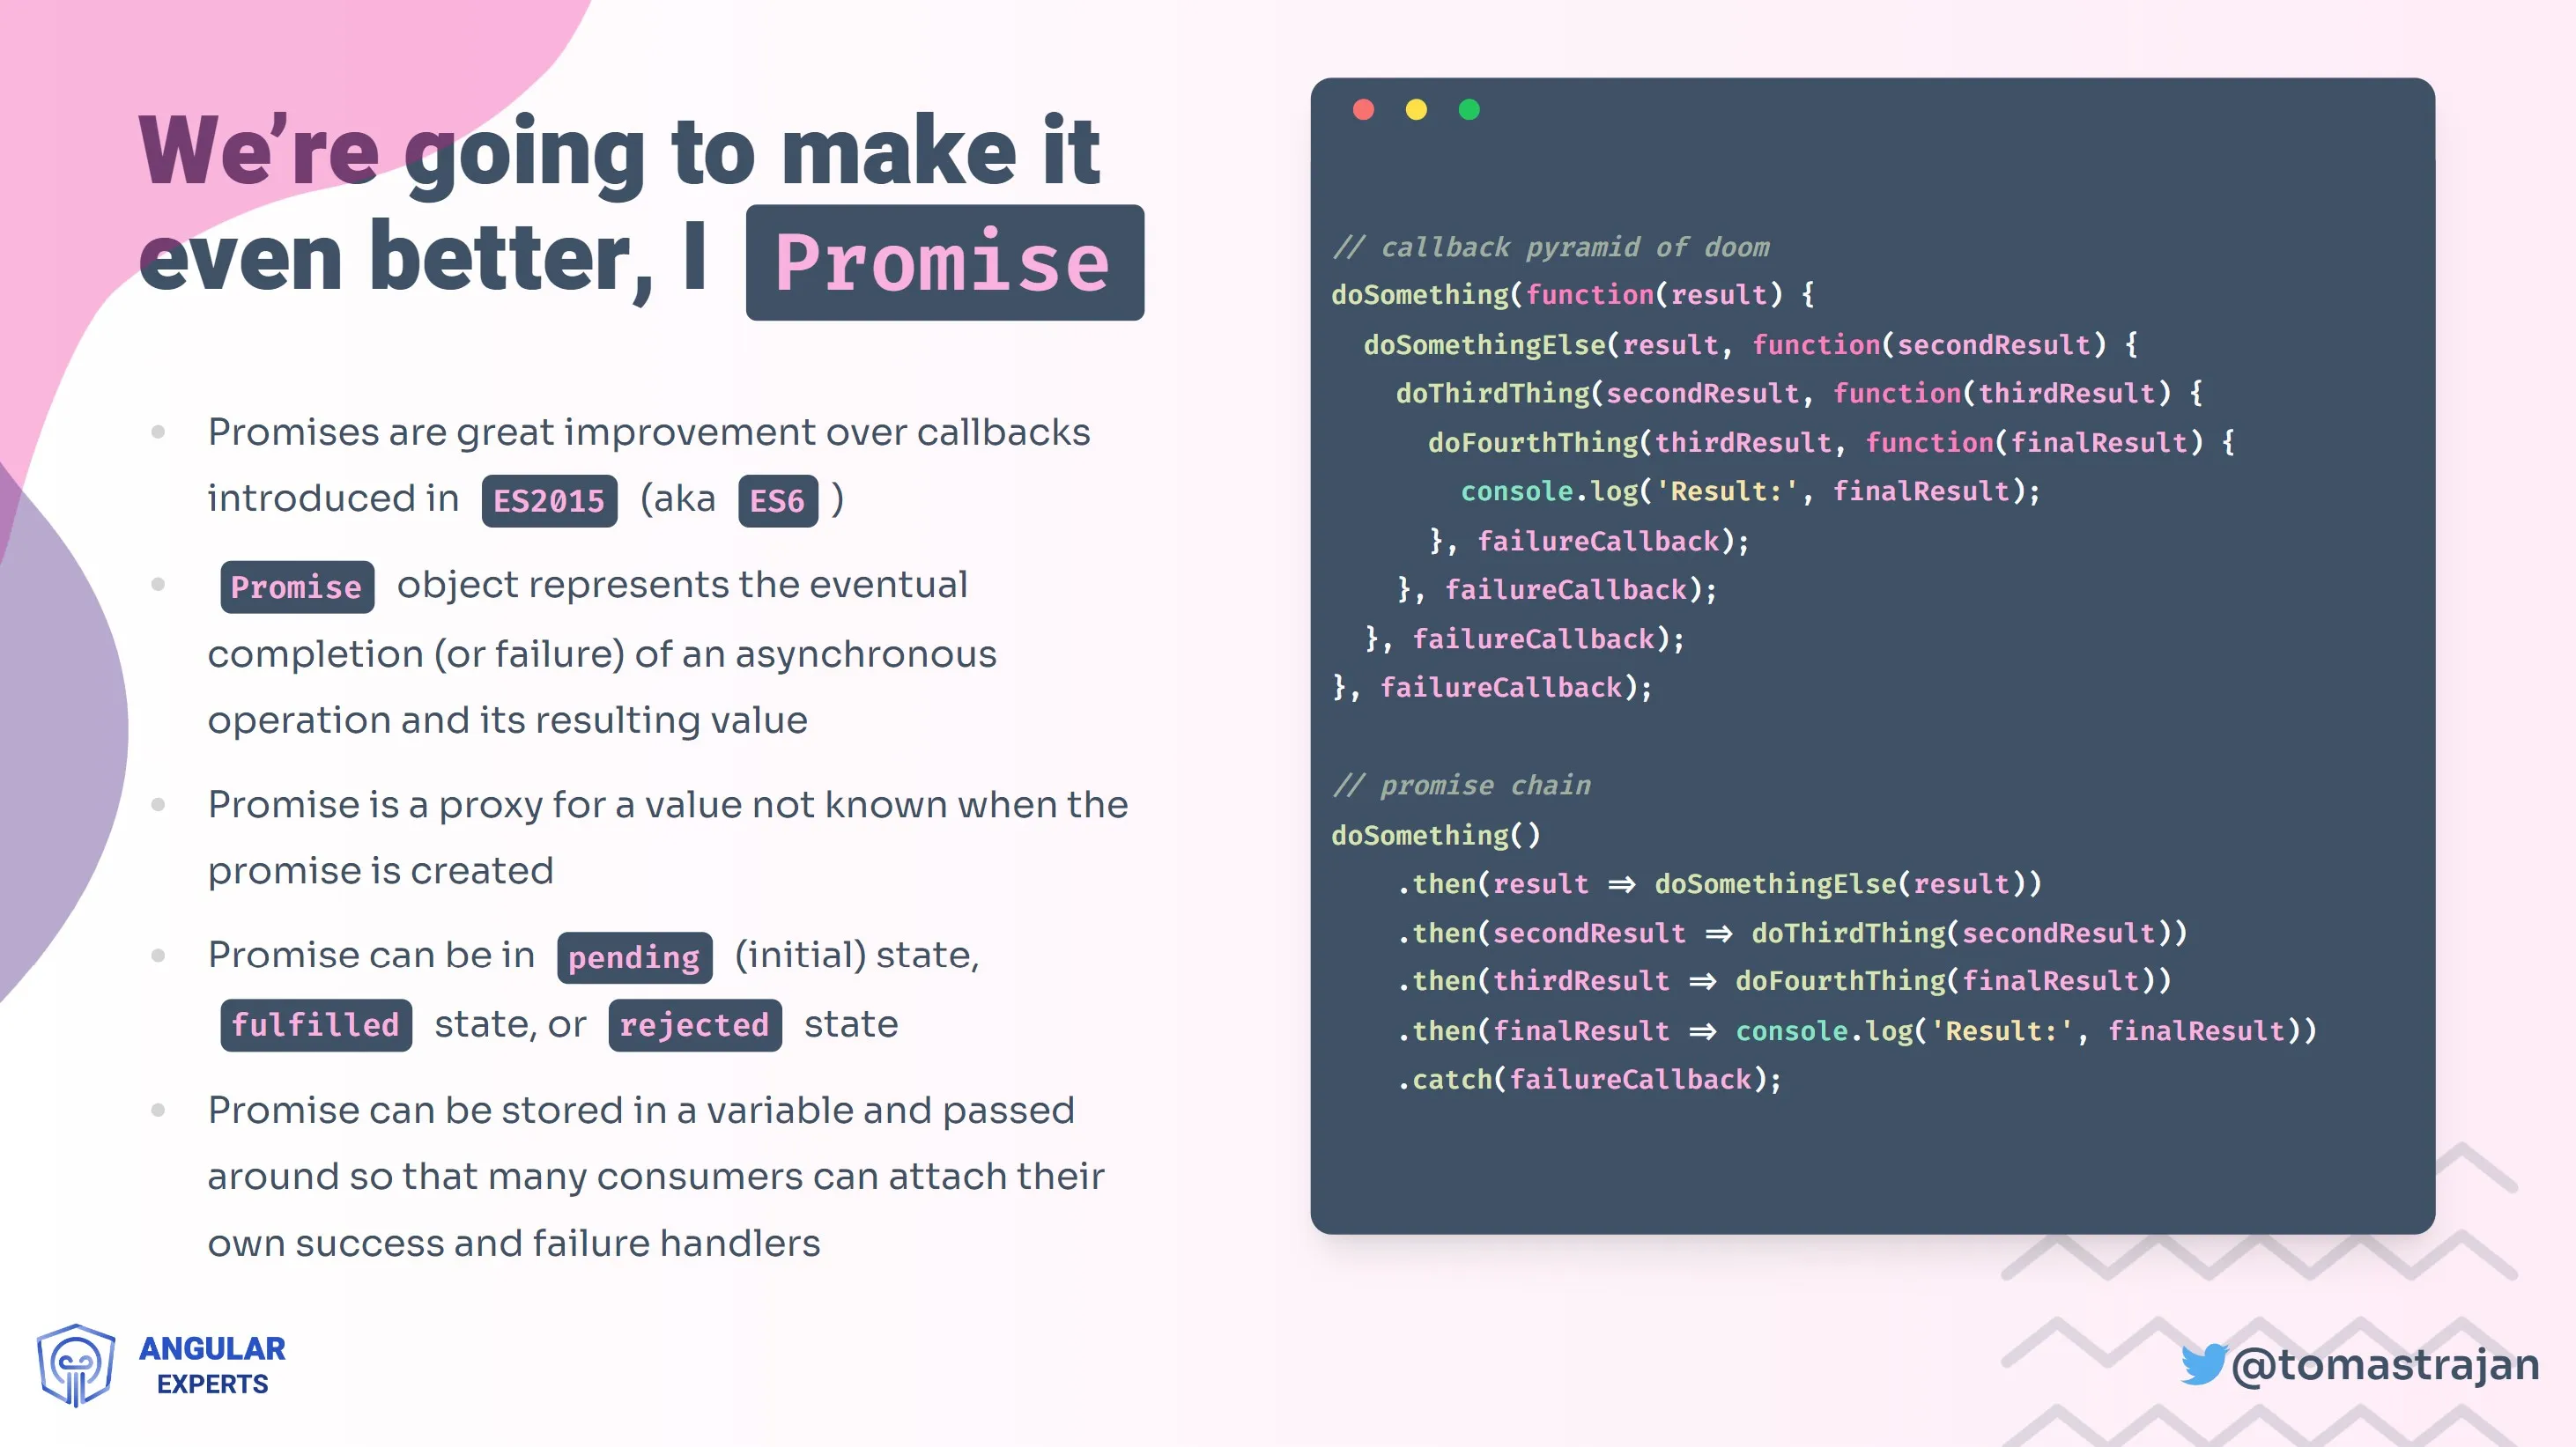 We’re going to make it
even better, I Promise
Promises are great improvement over callbacks
introduced in ES2015 (aka ES6 )
Promise object represents the eventual
completion (or failure) of an asynchronous
operation and its resulting value
Promise is a proxy for a value not known when the
promise is created
Promise can be in pending (initial) state,
fulfilled state, or rejected state
Promise can be stored in a variable and passed
around so that many consumers can attach their
own success and failure handlers
// callback pyramid of doom
doSomething(function(result) {
  doSomethingElse(result, function(secondResult) {
    doThirdThing(secondResult, function(thirdResult) {
      doFourthThing(thirdResult, function(finalResult) {
        console.log('Result:', finalResult);
      }, failureCallback);
    }, failureCallback);
  }, failureCallback);
}, failureCallback);
// promise chain
doSomething()
    .then(result => doSomethingElse(result))
    .then(secondResult => doThirdThing(secondResult))
    .then(thirdResult => doFourthThing(finalResult))
    .then(finalResult => console.log('Result:', finalResult))
    .catch(failureCallback);
ANGULAR
EXPERTS
@tomastrajan